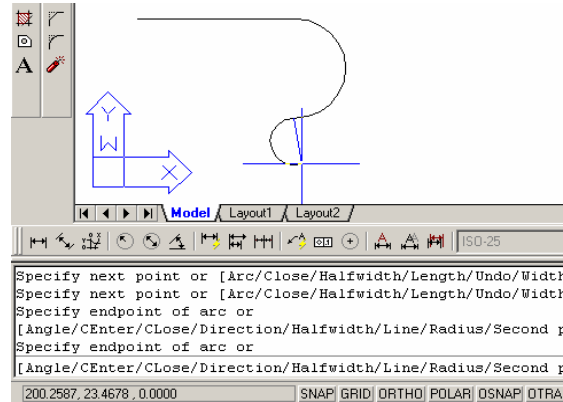 A
Y
W
X
Model Layout1 Layout2
ISO-25
Specify next point or [Arc/Close/Halfwidth/Length/Undo/Width
Specify next point or [Arc/Close/Halfwidth/Length/Undo/Width
Specify endpoint of arc or
[Angle/CEnter/CLose/Direction/Halfwidth/Line/Radius/Second p
Specify endpoint of arc or
[Angle/CEnter/CLose/Direction/Halfwidth/Line/Radius/Second p
200.2587, 23.4678 , 0.0000 SNAP GRID ORTHO POLAR OSNAP OTRA